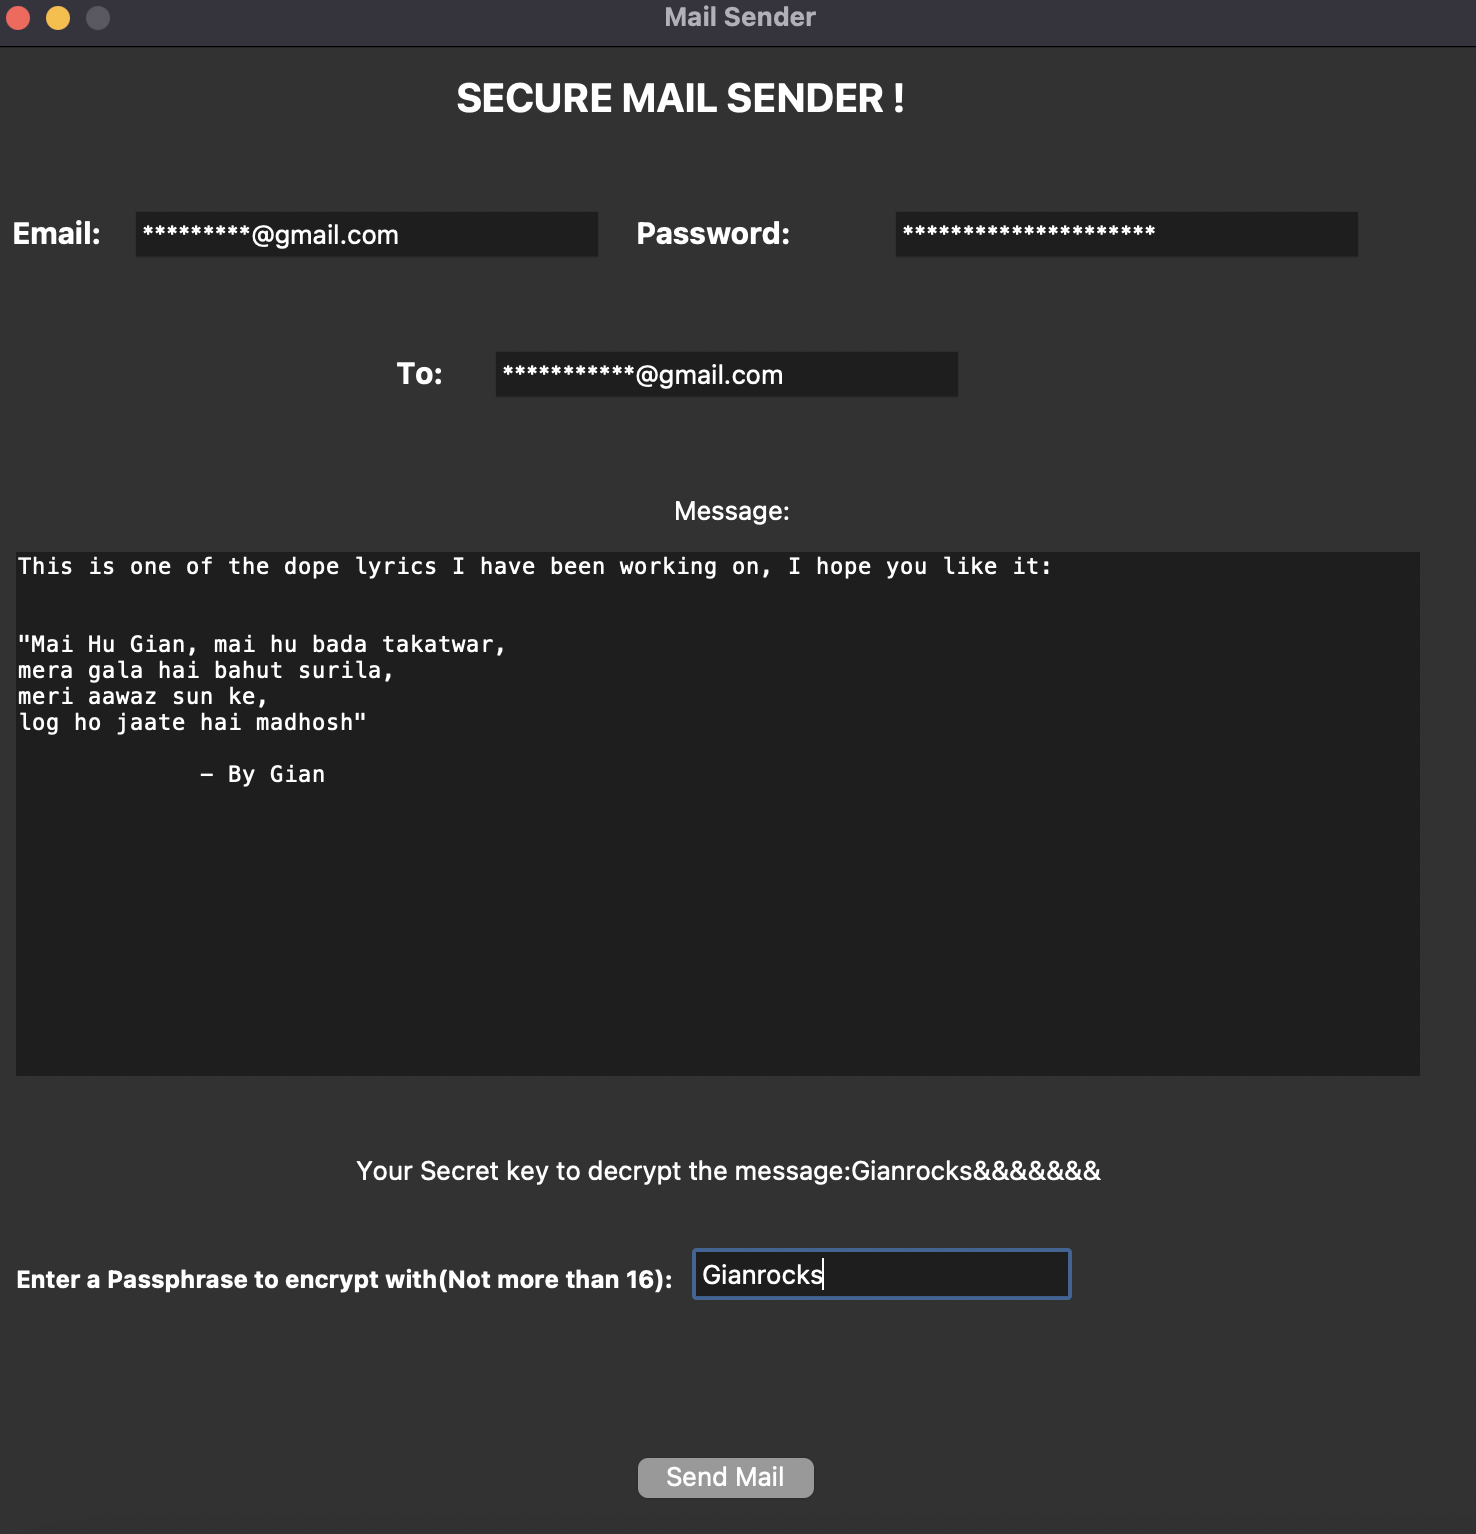 Mail Sender
SECURE MAIL SENDER !
Email: *********@gmail.com Password: *********************
To: ***********@gmail.com
Message:
This is one of the dope lyrics I have been working on, I hope you like it:
"Mai Hu Gian, mai hu bada takatwar,
mera gala hai bahut surila,
meri aawaz sun ke,
log ho jaate hai madhosh"
– By Gian
Your Secret key to decrypt the message:Gianrocks&&&&&&&
Enter a Passphrase to encrypt with(Not more than 16): Gianrocks
Send Mail